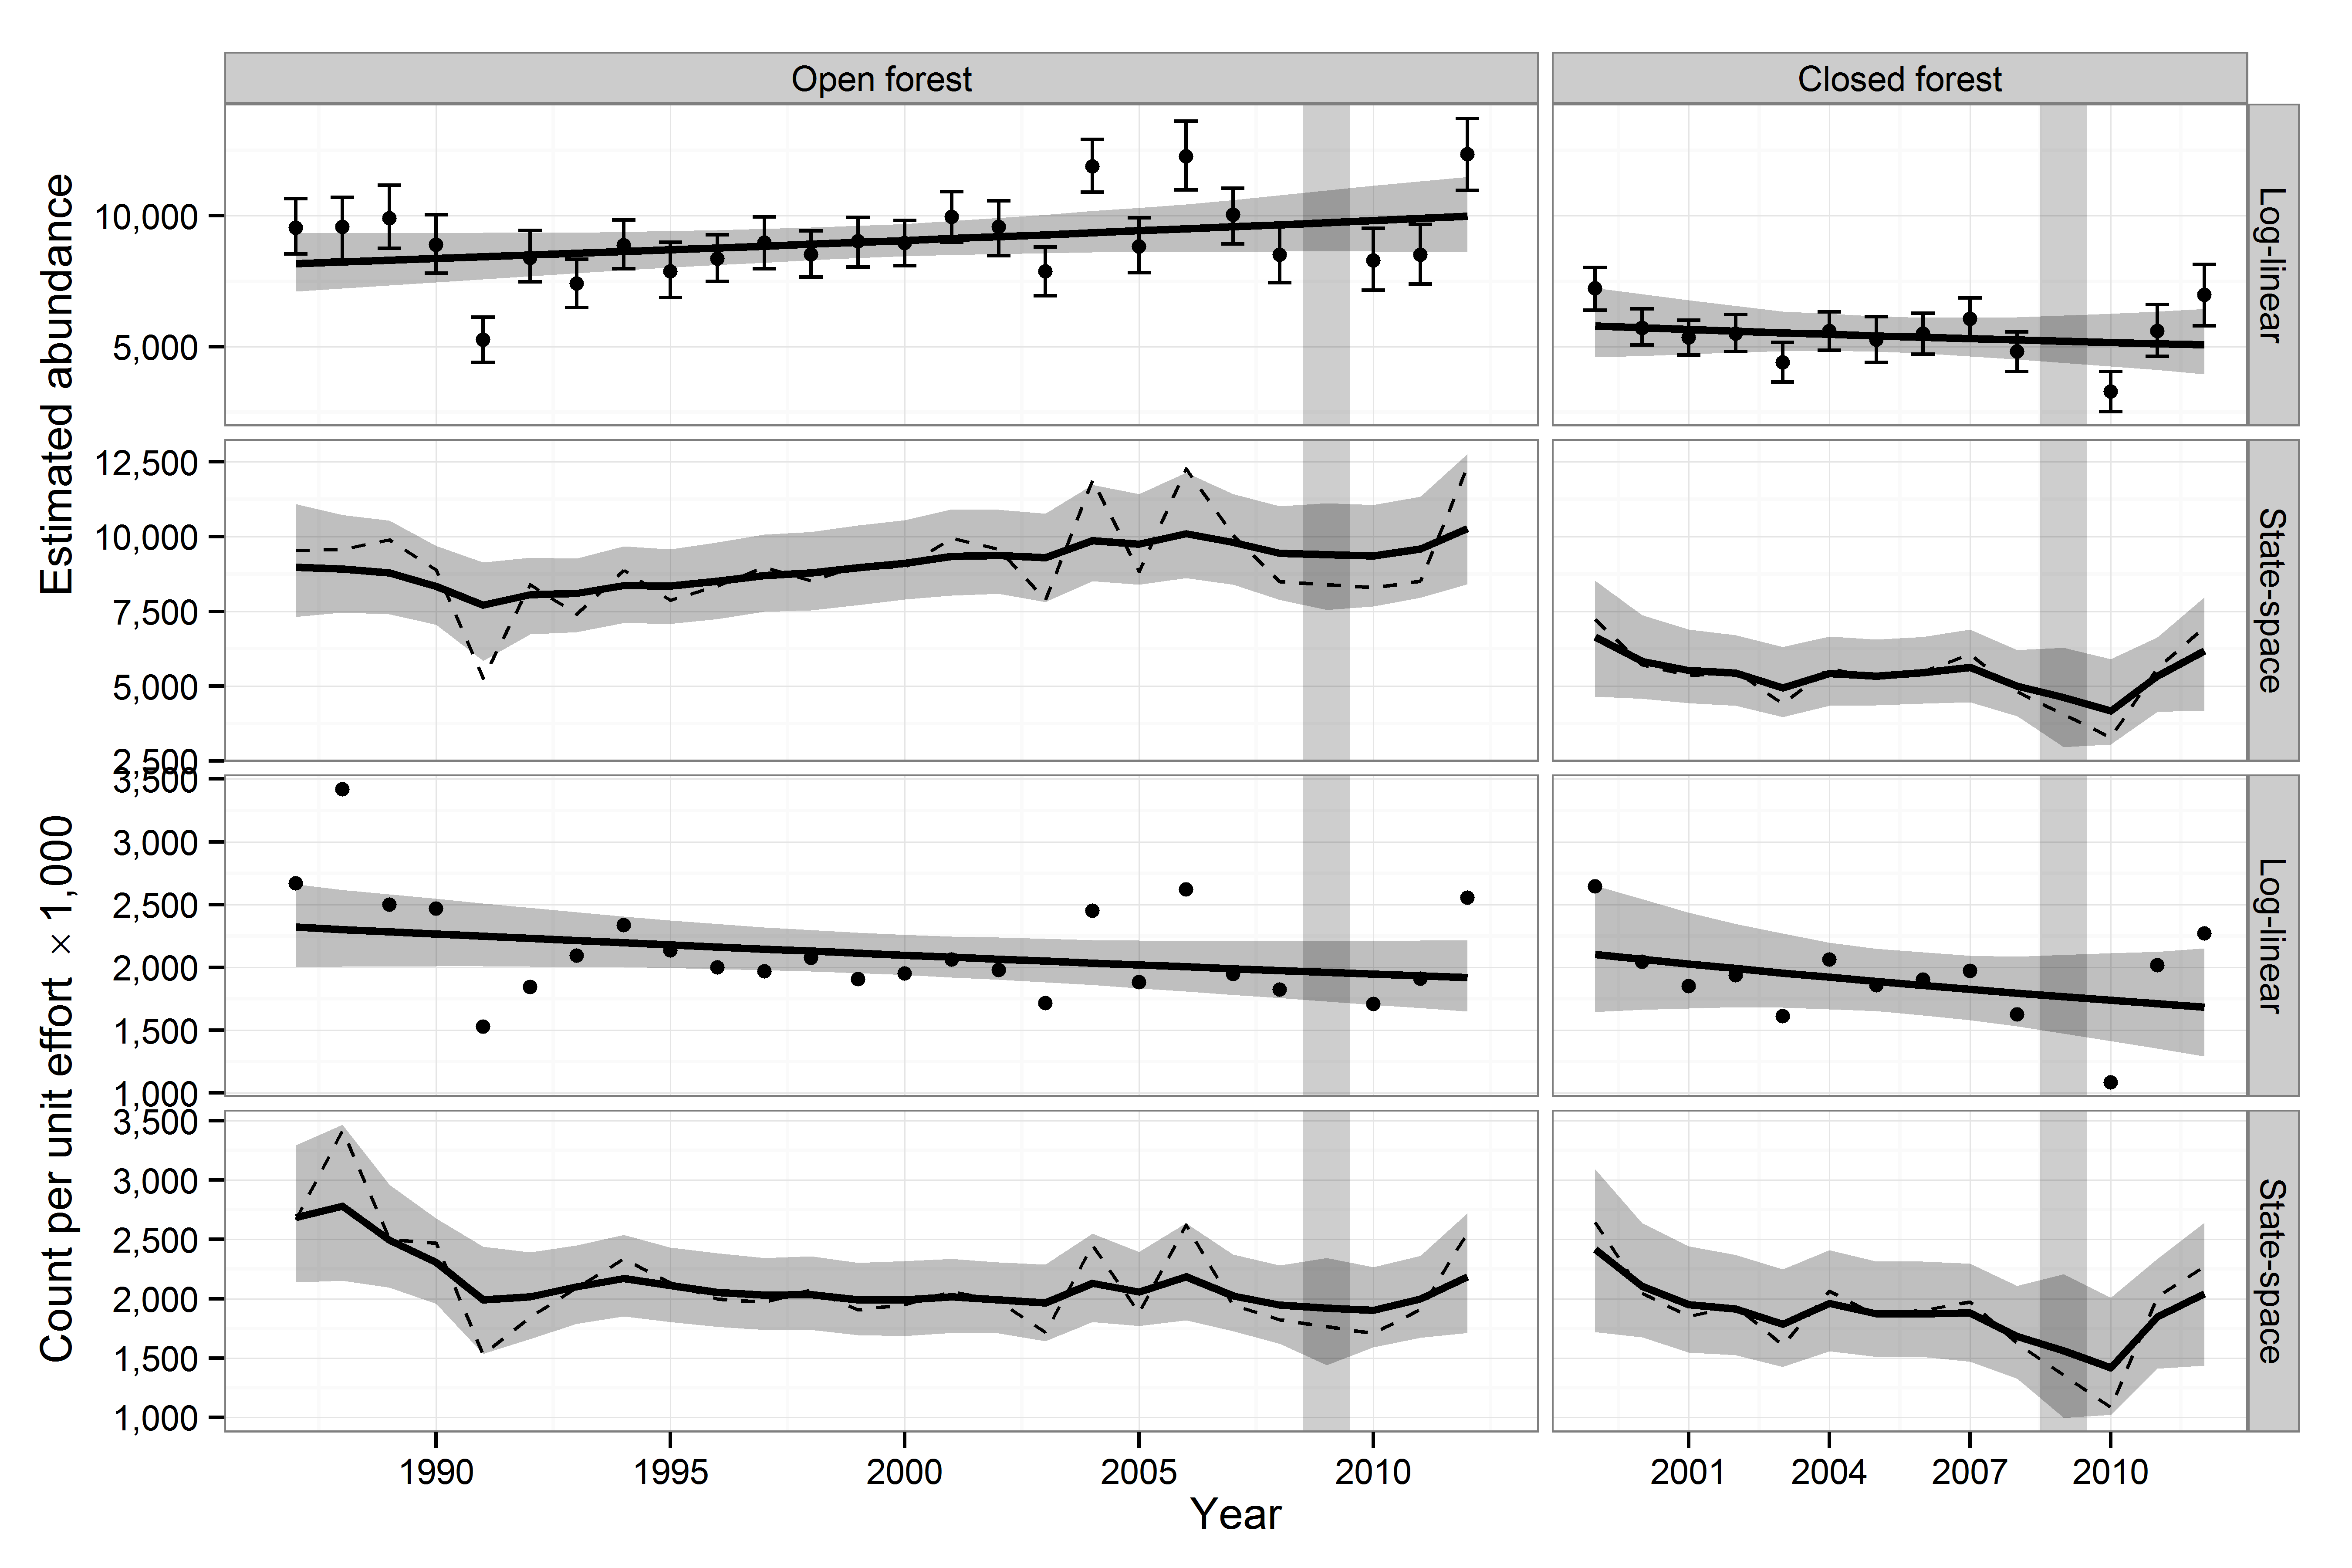 Open forest
Closed forest
Estimated abundance
10,000
5,000
Log-linear
12,500
10,000
7,500
5,000
2,500
State-space
Count per unit effort × 1,000
3,500
3,000
2,500
2,000
1,500
1,000
Log-linear
3,500
3,000
2,500
2,000
1,500
1,000
State-space
1990 1995 2000 2005 2010 2001 2004 2007 2010
Year